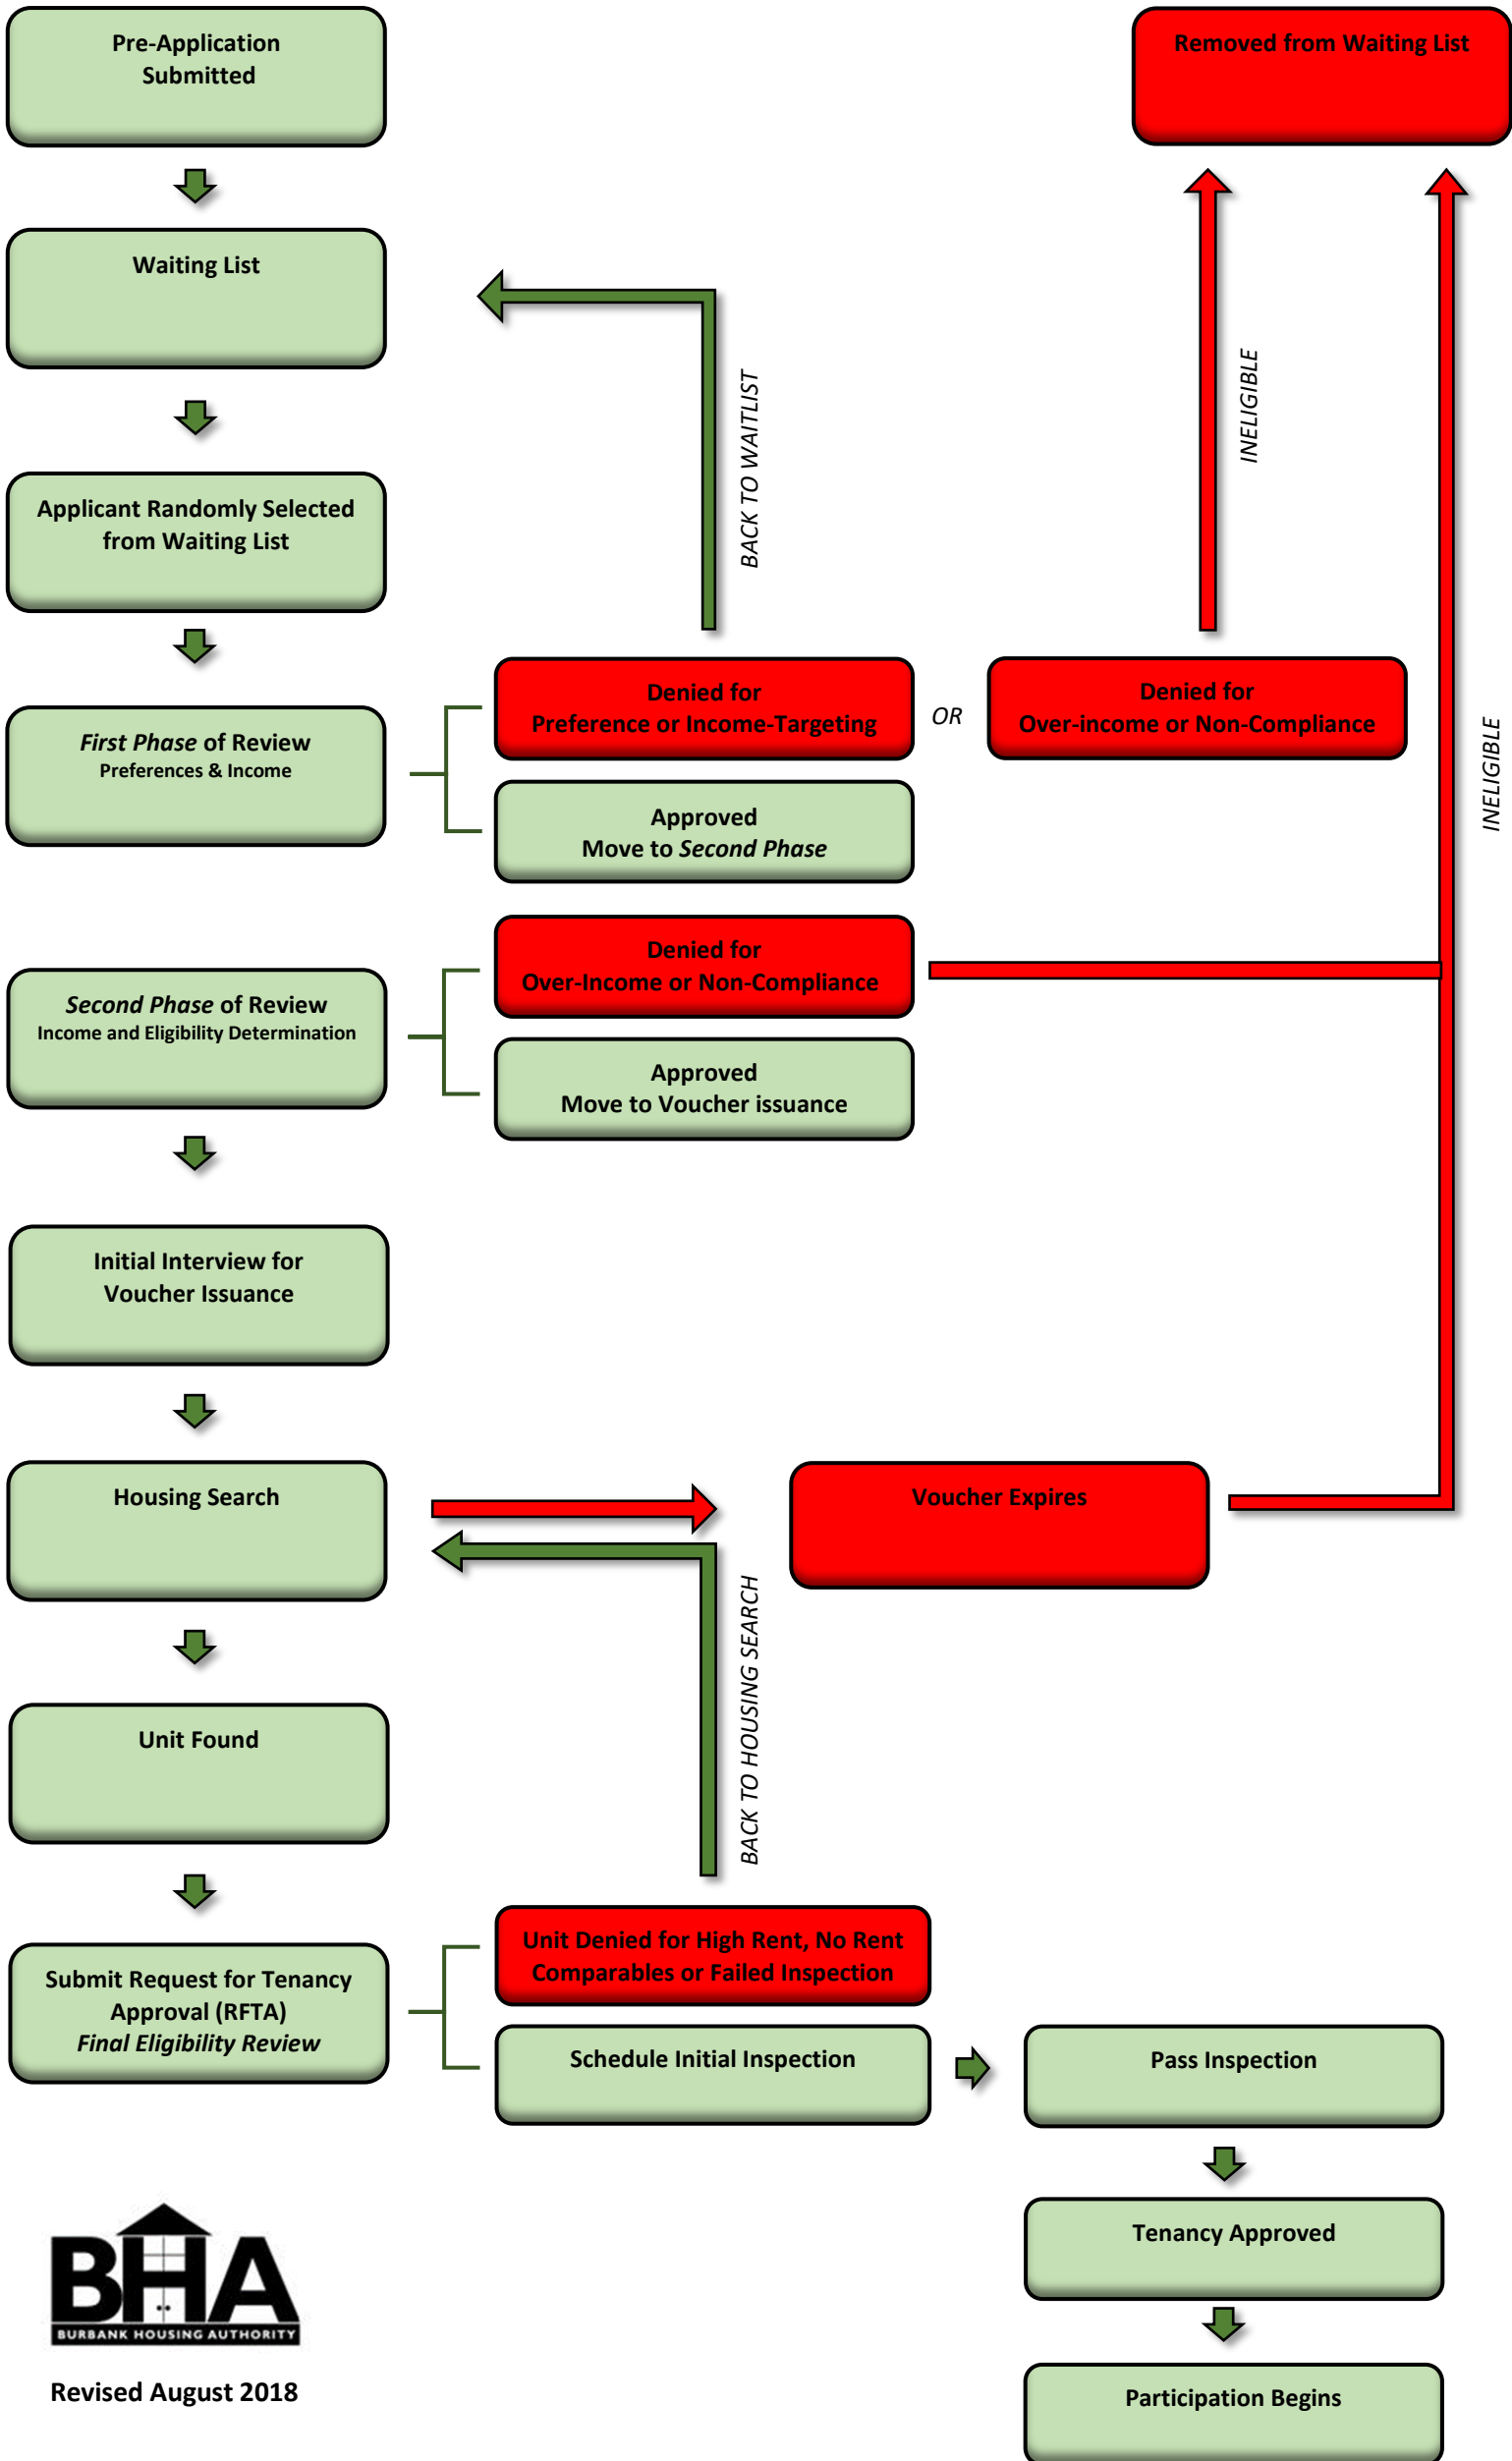 Pre-Application
Submitted
Removed from Waiting List
Waiting List
BACK TO WAITLIST
INELIGIBLE
Applicant Randomly Selected
from Waiting List
First Phase of Review
Preferences & Income
Denied for
Preference or Income-Targeting
OR
Denied for
Over-income or Non-Compliance
INELIGIBLE
Approved
Move to Second Phase
Second Phase of Review
Income and Eligibility Determination
Denied for
Over-Income or Non-Compliance
Approved
Move to Voucher issuance
Initial Interview for
Voucher Issuance
Housing Search
Voucher Expires
BACK TO HOUSING SEARCH
Unit Found
Submit Request for Tenancy
Approval (RFTA)
Final Eligibility Review
Unit Denied for High Rent, No Rent
Comparables or Failed Inspection
Schedule Initial Inspection
Pass Inspection
Tenancy Approved
Participation Begins
BHA
BURBANK HOUSING AUTHORITY
Revised August 2018